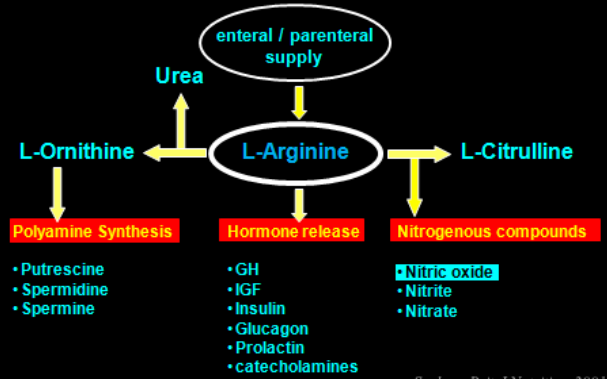 enteral / parenteral
supply
Urea
L-Ornithine
L-Arginine
L-Citrulline
Polyamine Synthesis
• Putrescine
• Spermidine
• Spermine
Hormone release
• GH
• IGF
• Insulin
• Glucagon
• Prolactin
• catecholamines
Nitrogenous compounds
• Nitric oxide
• Nitrite
• Nitrate